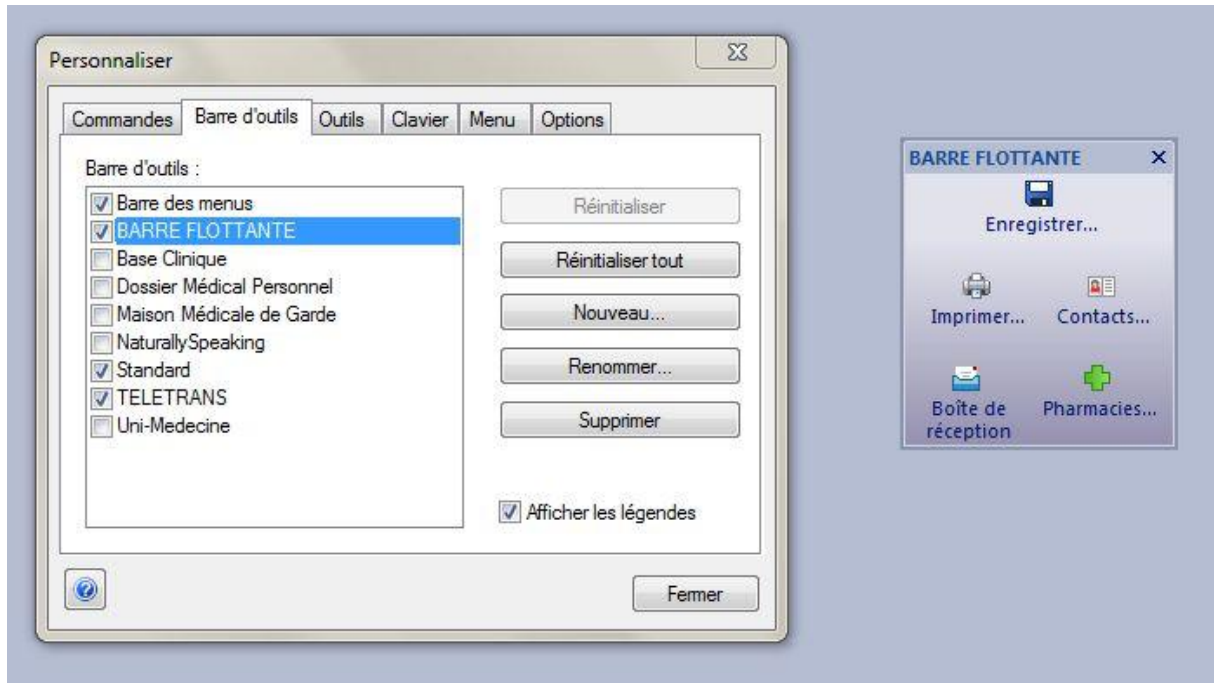 Personnaliser
Commandes Barre d'outils Outils Clavier Menu Options
Barre d'outils :
Barre des menus
BARRE FLOTTANTE
Base Clinique
Dossier Médical Personnel
Maison Médicale de Garde
NaturallySpeaking
Standard
TELETRANS
Uni-Medecine
Réinitialiser
Réinitialiser tout
Nouveau...
Renommer...
Supprimer
Afficher les légendes
Fermer
BARRE FLOTTANTE
Enregistrer...
Imprimer... Contacts...
Boîte de Pharmacies...
réception